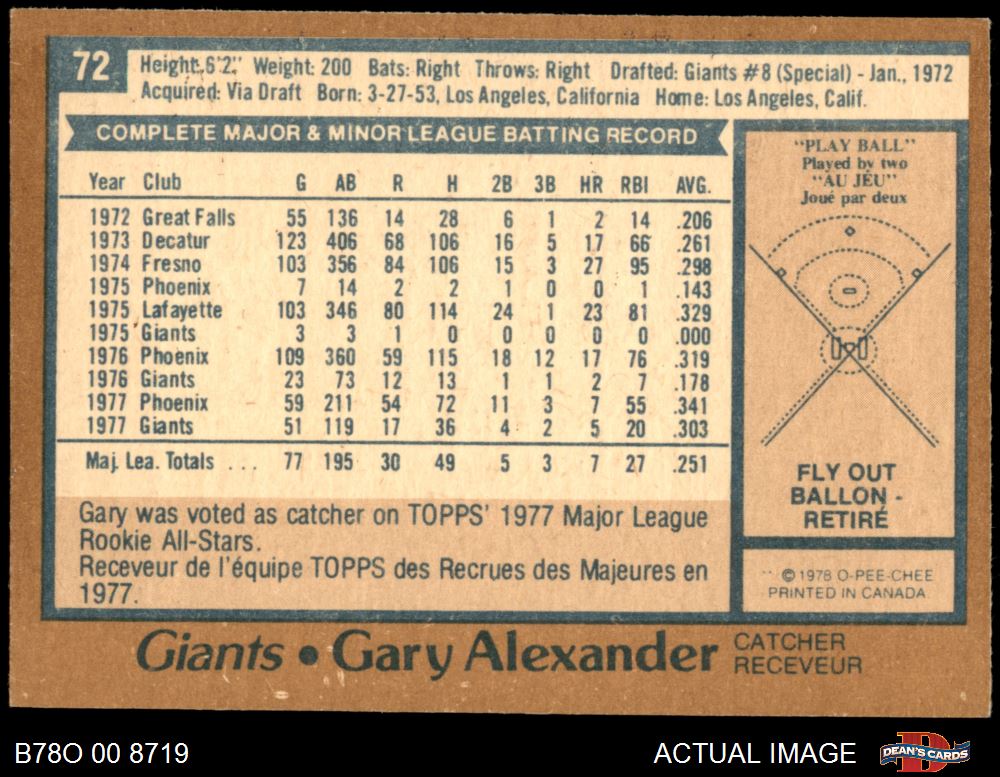 72
Height: 6'2" Weight: 200 Bats: Right Throws: Right Drafted: Giants #8 (Special) - Jan., 1972
Acquired: Via Draft Born: 3-27-53, Los Angeles, California Home: Los Angeles, Calif.
COMPLETE MAJOR & MINOR LEAGUE BATTING RECORD
Year Club G AB R H 2B 3B HR RBI AVG.
1972 Great Falls 55 136 14 28 6 1 2 14 .206
1973 Decatur 123 406 68 106 16 5 17 66 .261
1974 Fresno 103 356 84 106 15 3 27 95 .298
1975 Phoenix 7 14 2 2 1 0 0 1 .143
1975 Lafayette 103 346 80 114 24 1 23 81 .329
1975 Giants 3 3 1 0 0 0 0 0 .000
1976 Phoenix 109 360 59 115 18 12 17 76 .319
1976 Giants 23 73 12 13 1 1 2 7 .178
1977 Phoenix 59 211 54 72 11 3 7 55 .341
1977 Giants 51 119 17 36 4 2 5 20 .303
Maj. Lea. Totals ... 77 195 30 49 5 3 7 27 .251
Gary was voted as catcher on TOPPS' 1977 Major League
Rookie All-Stars.
Receveur de l'équipe TOPPS des Recrues des Majeures en
1977.
"PLAY BALL"
Played by two
"AU JEU"
Joué par deux
FLY OUT
BALLON -
RETIRÉ
© 1978 O-PEE-CHEE
PRINTED IN CANADA
Giants • Gary Alexander
CATCHER
RECEVEUR
B78O 00 8719
ACTUAL IMAGE
D
DEAN'S CARDS